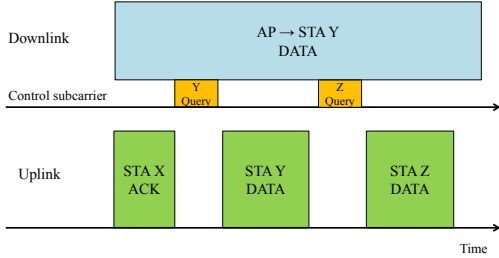 Downlink
AP → STA Y
DATA
Control subcarrier
Y
Query
Z
Query
Uplink
STA X
ACK
STA Y
DATA
STA Z
DATA
Time